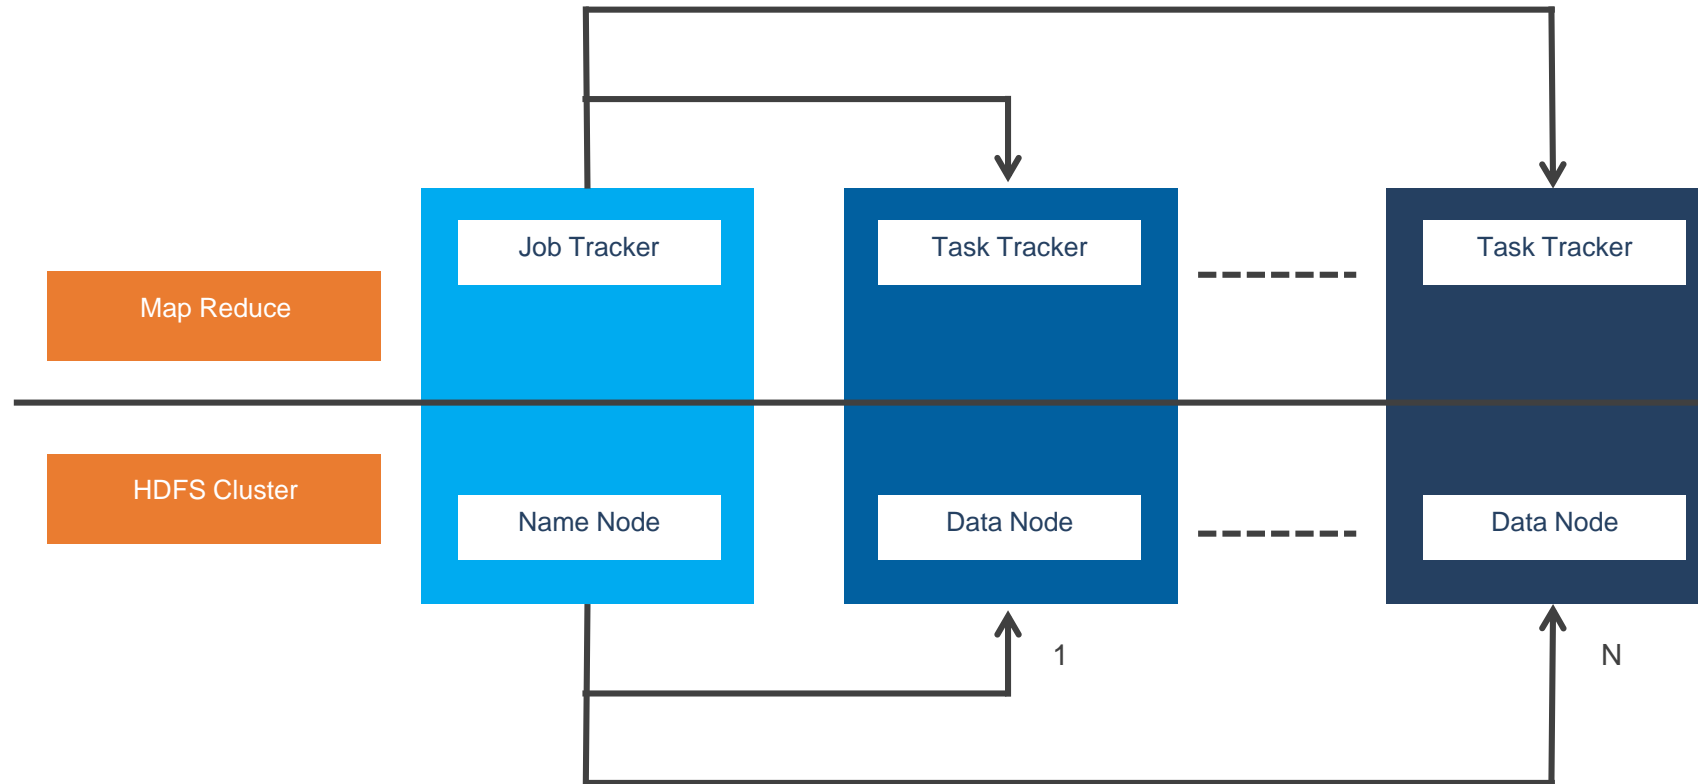 Job Tracker
Task Tracker
Task Tracker
Map Reduce
HDFS Cluster
Name Node
Data Node
Data Node
1
N